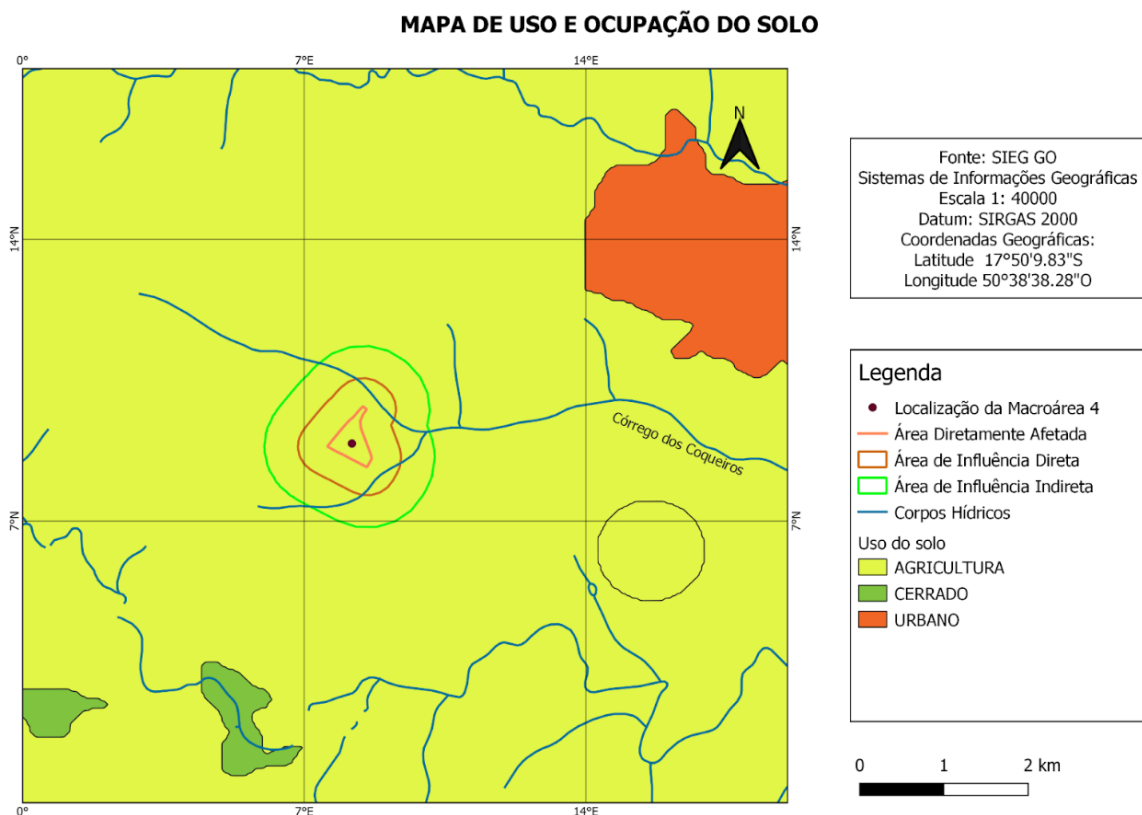 MAPA DE USO E OCUPAÇÃO DO SOLO
0° 7°E 14°E
N
14°N 14°N
Fonte: SIEG GO
Sistemas de Informações Geográficas
Escala 1: 40000
Datum: SIRGAS 2000
Coordenadas Geográficas:
Latitude 17°50'9.83"S
Longitude 50°38'38.28"O
Legenda
Localização da Macroárea 4
Área Diretamente Afetada
Área de Influência Direta
Área de Influência Indireta
Corpos Hídricos
Uso do solo
AGRICULTURA
CERRADO
URBANO
Córrego dos Coqueiros
7°N 7°N
0 1 2 km
0° 7°E 14°E